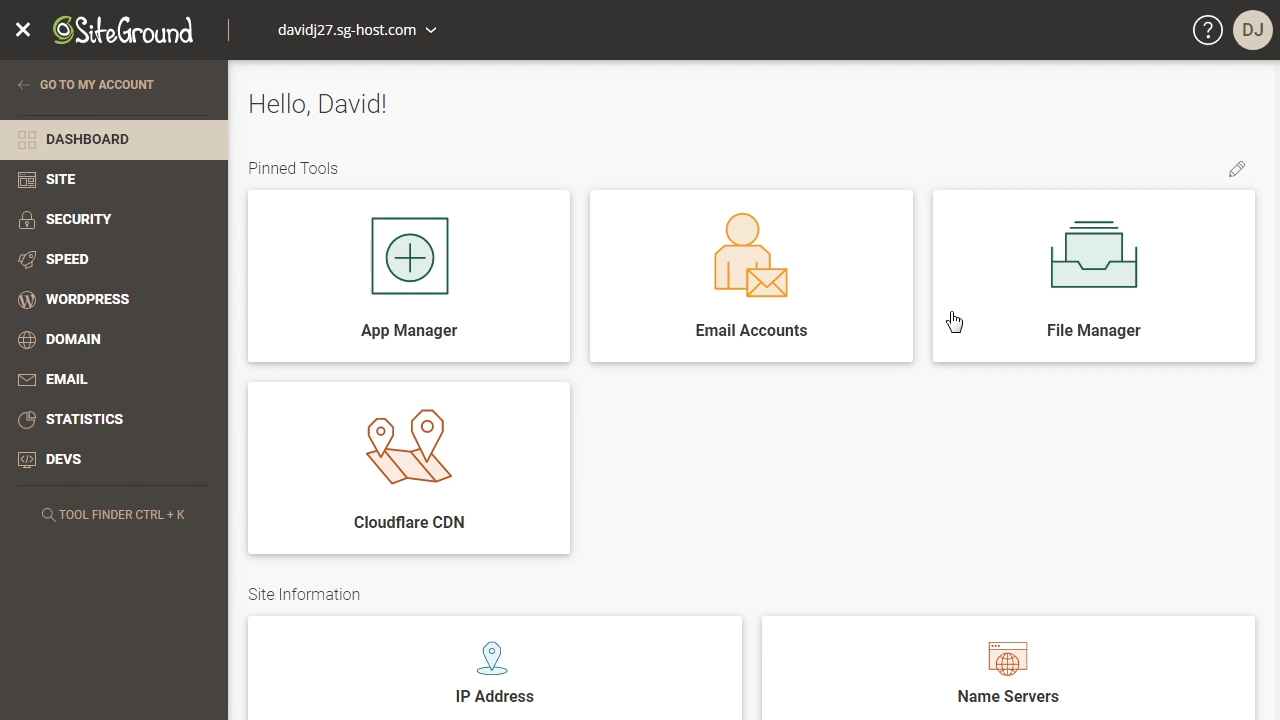 SiteGround
davidj27.sg-host.com
?
DJ
GO TO MY ACCOUNT
DASHBOARD
SITE
SECURITY
SPEED
WORDPRESS
DOMAIN
EMAIL
STATISTICS
DEVS
TOOL FINDER CTRL + K
Hello, David!
Pinned Tools
App Manager
Email Accounts
File Manager
Cloudflare CDN
Site Information
IP Address
Name Servers